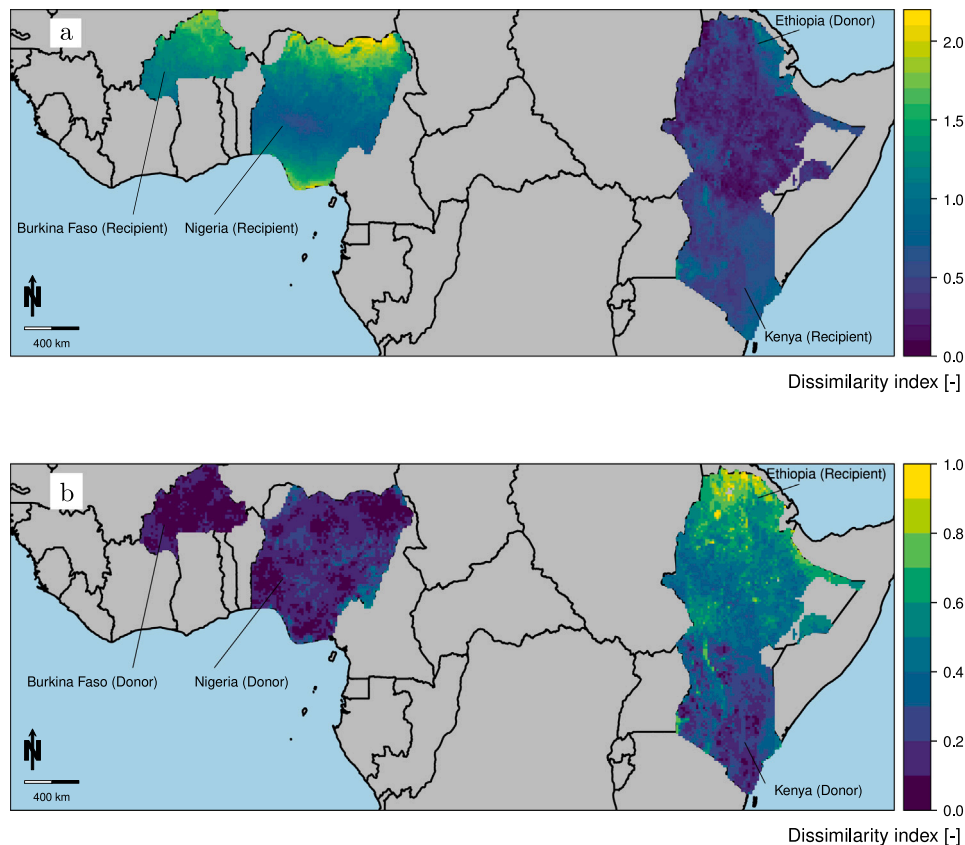 a
Ethiopia (Donor)
Burkina Faso (Recipient)
Nigeria (Recipient)
Kenya (Recipient)
N
400 km
2.0
1.5
1.0
0.5
0.0
Dissimilarity index [-]
b
Ethiopia (Recipient)
Burkina Faso (Donor)
Nigeria (Donor)
Kenya (Donor)
N
400 km
1.0
0.8
0.6
0.4
0.2
0.0
Dissimilarity index [-]